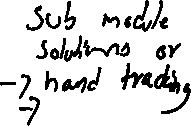 Sub module
solutions or
-> hand trading
->